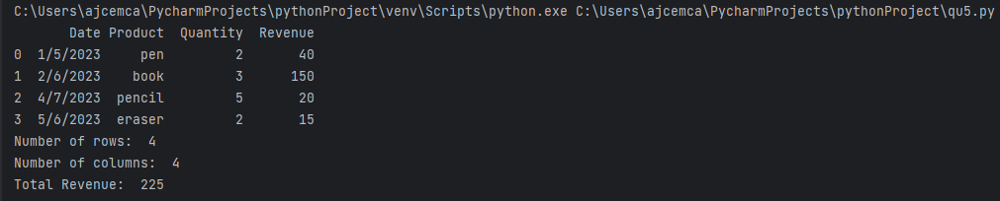 C:\Users\ajcemca\PycharmProjects\pythonProject\venv\Scripts\python.exe C:\Users\ajcemca\PycharmProjects\pythonProject\qu5.py
       Date Product  Quantity  Revenue
0  1/5/2023     pen         2       40
1  2/6/2023    book         3      150
2  4/7/2023  pencil         5       20
3  5/6/2023  eraser         2       15
Number of rows:  4
Number of columns:  4
Total Revenue:  225